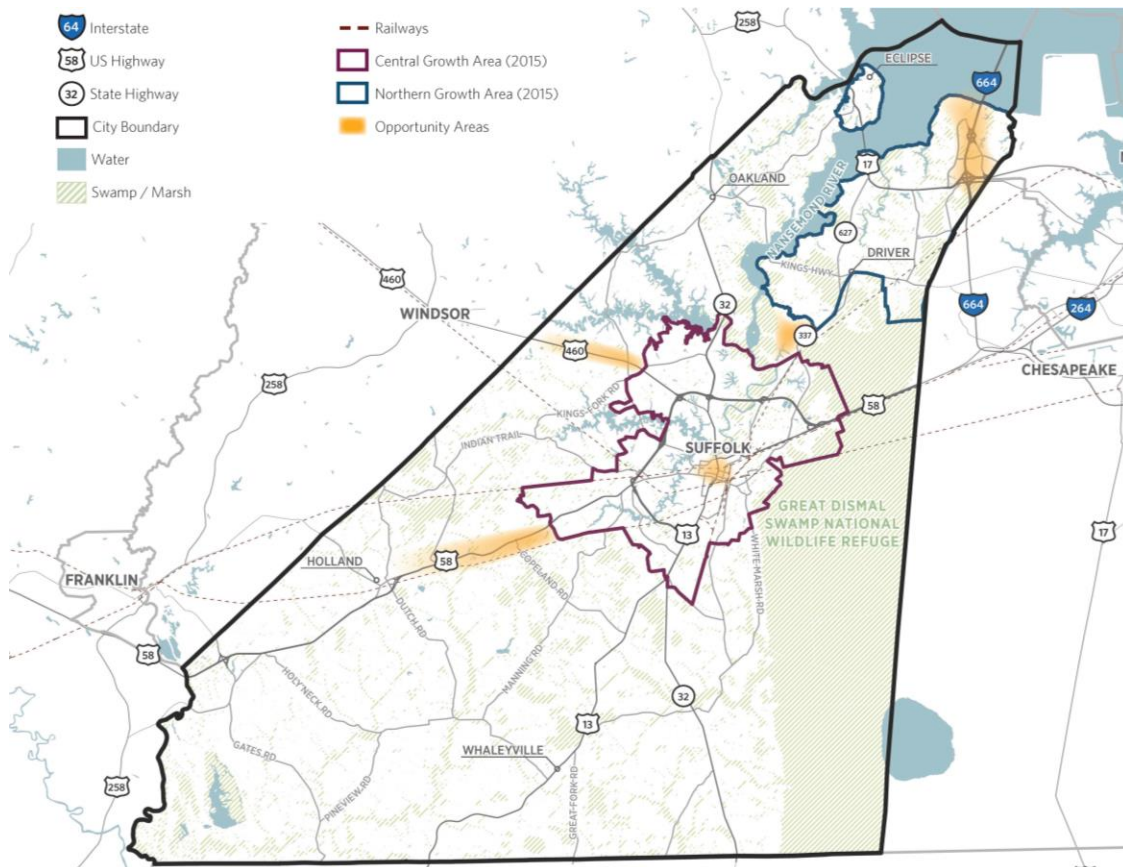 64 Interstate
58 US Highway
32 State Highway
City Boundary
Water
Swamp / Marsh
Railways
Central Growth Area (2015)
Northern Growth Area (2015)
Opportunity Areas
258
ECLIPSE
664
17
OAKLAND
NANSEMOND RIVER
627
DRIVER
KINGS HWY
460
WINDSOR
32
337
664
264
460
CHESAPEAKE
258
KINGS-FORK RD
58
INDIAN TRAIL
SUFFOLK
GREAT DISMAL
SWAMP NATIONAL
WILDLIFE REFUGE
13
17
58
HOLLAND
COPELAND RD
WHITE MARSH RD
FRANKLIN
DUTCH RD
58
MANNING RD
HOLY NECK RD
32
13
GATES RD
WHALEYVILLE
258
PINEVIEW RD
GREAT FORK RD